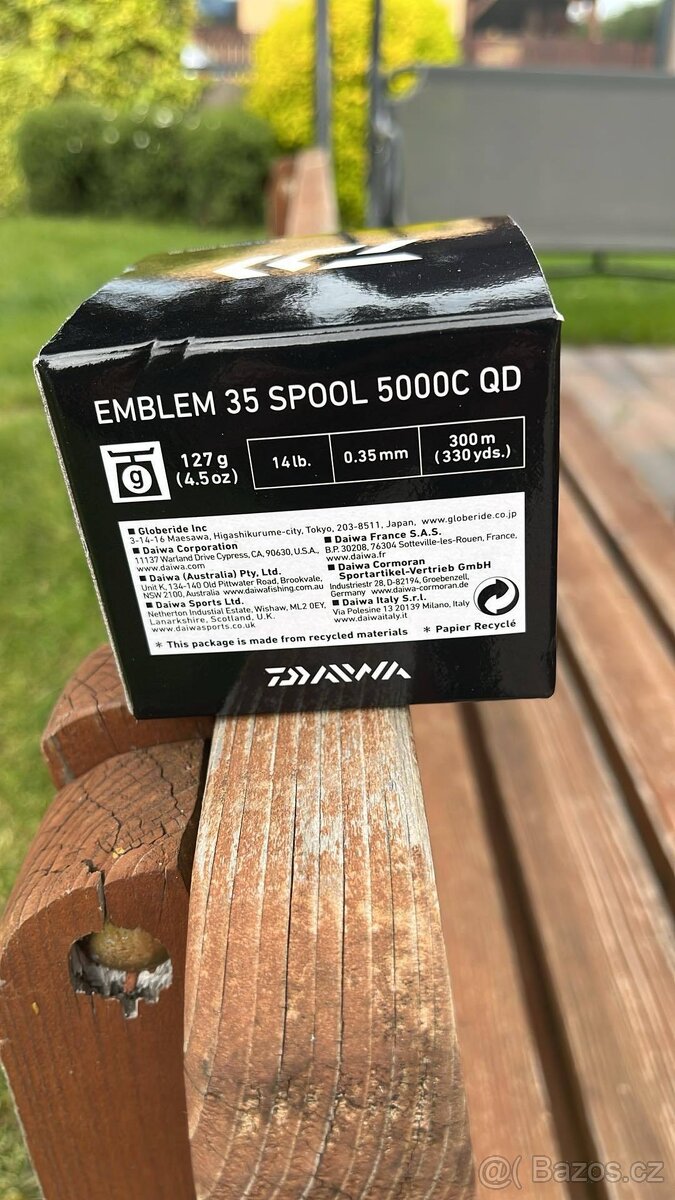 EMBLEM 35 SPOOL 5000C QD
g
127 g
(4.5 oz)
14 lb.
0.35 mm
300 m
(330 yds.)
■ Globeride Inc
3-14-16 Maesawa, Higashikurume-city, Tokyo, 203-8511, Japan, www.globeride.co.jp
■ Daiwa Corporation
11137 Warland Drive Cypress, CA, 90630, U.S.A.,
www.daiwa.com
■ Daiwa (Australia) Pty, Ltd.
Unit K, 134-140 Old Pittwater Road, Brookvale,
NSW 2100, Australia www.daiwafishing.com.au
■ Daiwa Sports Ltd.
Netherton Industial Estate, Wishaw, ML2 0EY,
Lanarkshire, Scotland, U.K.
www.daiwasports.co.uk
■ Daiwa France S.A.S.
B.P. 30208, 76304 Sotteville-les-Rouen, France,
www.daiwa.fr
■ Daiwa Cormoran
Sportartikel-Vertrieb GmbH
Industriestr 28, D-82194, Groebenzell,
Germany www.daiwa-cormoran.de
■ Daiwa Italy S.r.l.
Via Polesine 13 20139 Milano, Italy
www.daiwaitaly.it
* This package is made from recycled materials * Papier Recyclé
DAIWA
@( Bazos.cz